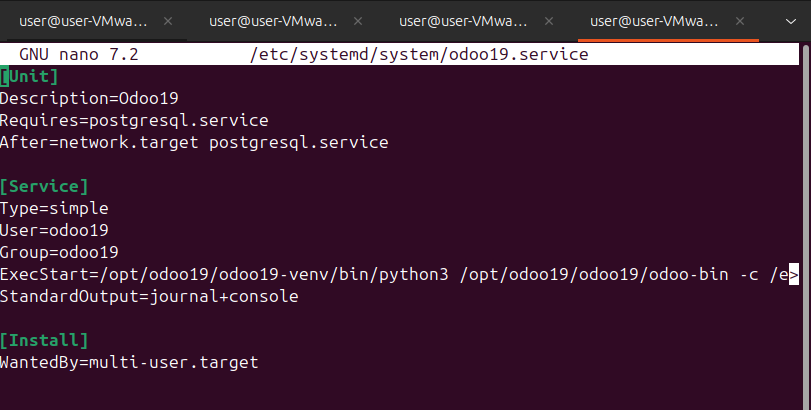 user@user-VMwa... × user@user-VMwa... × user@user-VMwa... × user@user-VMwa... ×
GNU nano 7.2 /etc/systemd/system/odoo19.service
[Unit]
Description=Odoo19
Requires=postgresql.service
After=network.target postgresql.service
[Service]
Type=simple
User=odoo19
Group=odoo19
ExecStart=/opt/odoo19/odoo19-venv/bin/python3 /opt/odoo19/odoo19/odoo-bin -c /e>
StandardOutput=journal+console
[Install]
WantedBy=multi-user.target